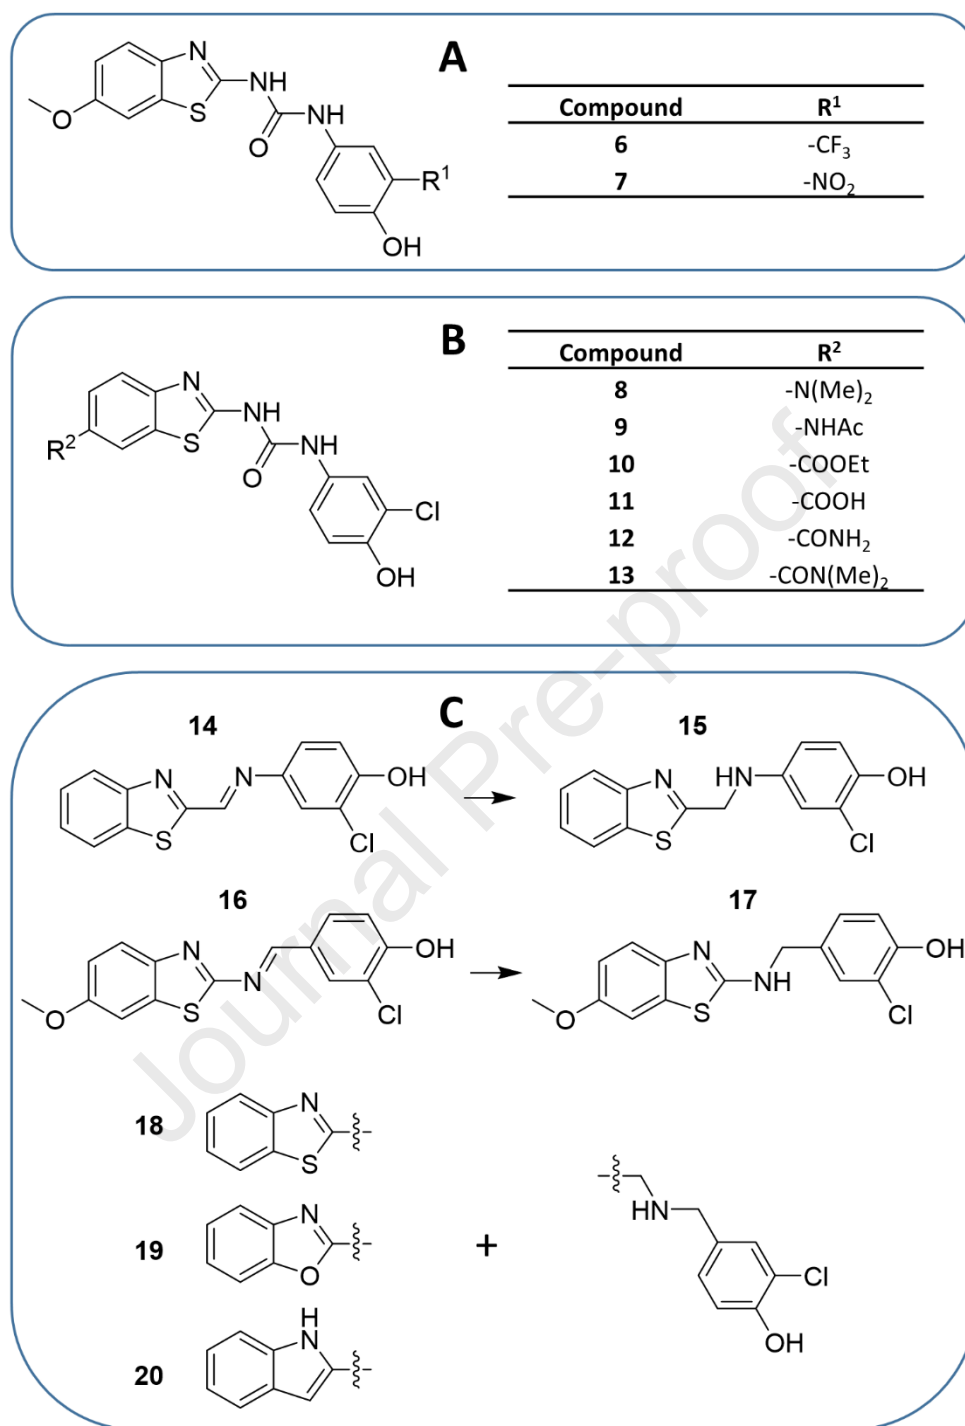 A
N
NH
S
NH
O
O
R¹
OH
Compound R¹
6 -CF₃
7 -NO₂
B
N
NH
R² S
NH
O
Cl
OH
Compound R²
8 -N(Me)₂
9 -NHAc
10 -COOEt
11 -COOH
12 -CONH₂
13 -CON(Me)₂
C
14 15
N N OH N NH OH
S Cl S Cl
16 17
N OH N OH
S N Cl S NH Cl
O O
18 N
S
19 N
O
20 H
N
+
HN
Cl
OH
Journal Pre-proof